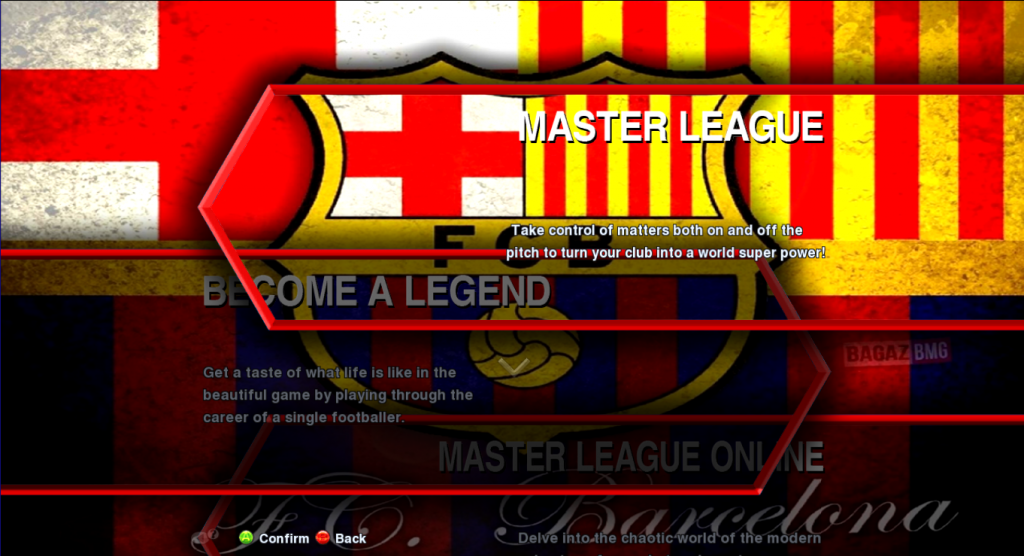 MASTER LEAGUE
Take control of matters both on and off the
pitch to turn your club into a world super power!
FCB
BECOME A LEGEND
BAGAZ BMG
Get a taste of what life is like in the
beautiful game by playing through the
career of a single footballer.
MASTER LEAGUE ONLINE
F.C. Barcelona
Confirm Back
Delve into the chaotic world of the modern